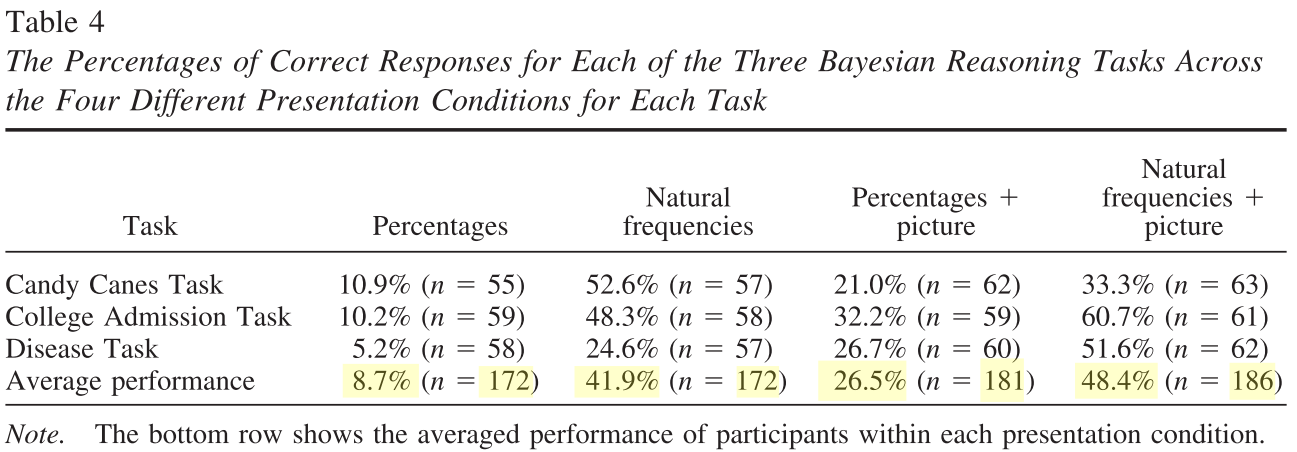 Table 4
The Percentages of Correct Responses for Each of the Three Bayesian Reasoning Tasks Across
the Four Different Presentation Conditions for Each Task
Task Percentages Natural frequencies Percentages + picture Natural frequencies + picture
Candy Canes Task 10.9% (n = 55) 52.6% (n = 57) 21.0% (n = 62) 33.3% (n = 63)
College Admission Task 10.2% (n = 59) 48.3% (n = 58) 32.2% (n = 59) 60.7% (n = 61)
Disease Task 5.2% (n = 58) 24.6% (n = 57) 26.7% (n = 60) 51.6% (n = 62)
Average performance 8.7% (n = 172) 41.9% (n = 172) 26.5% (n = 181) 48.4% (n = 186)
Note. The bottom row shows the averaged performance of participants within each presentation condition.